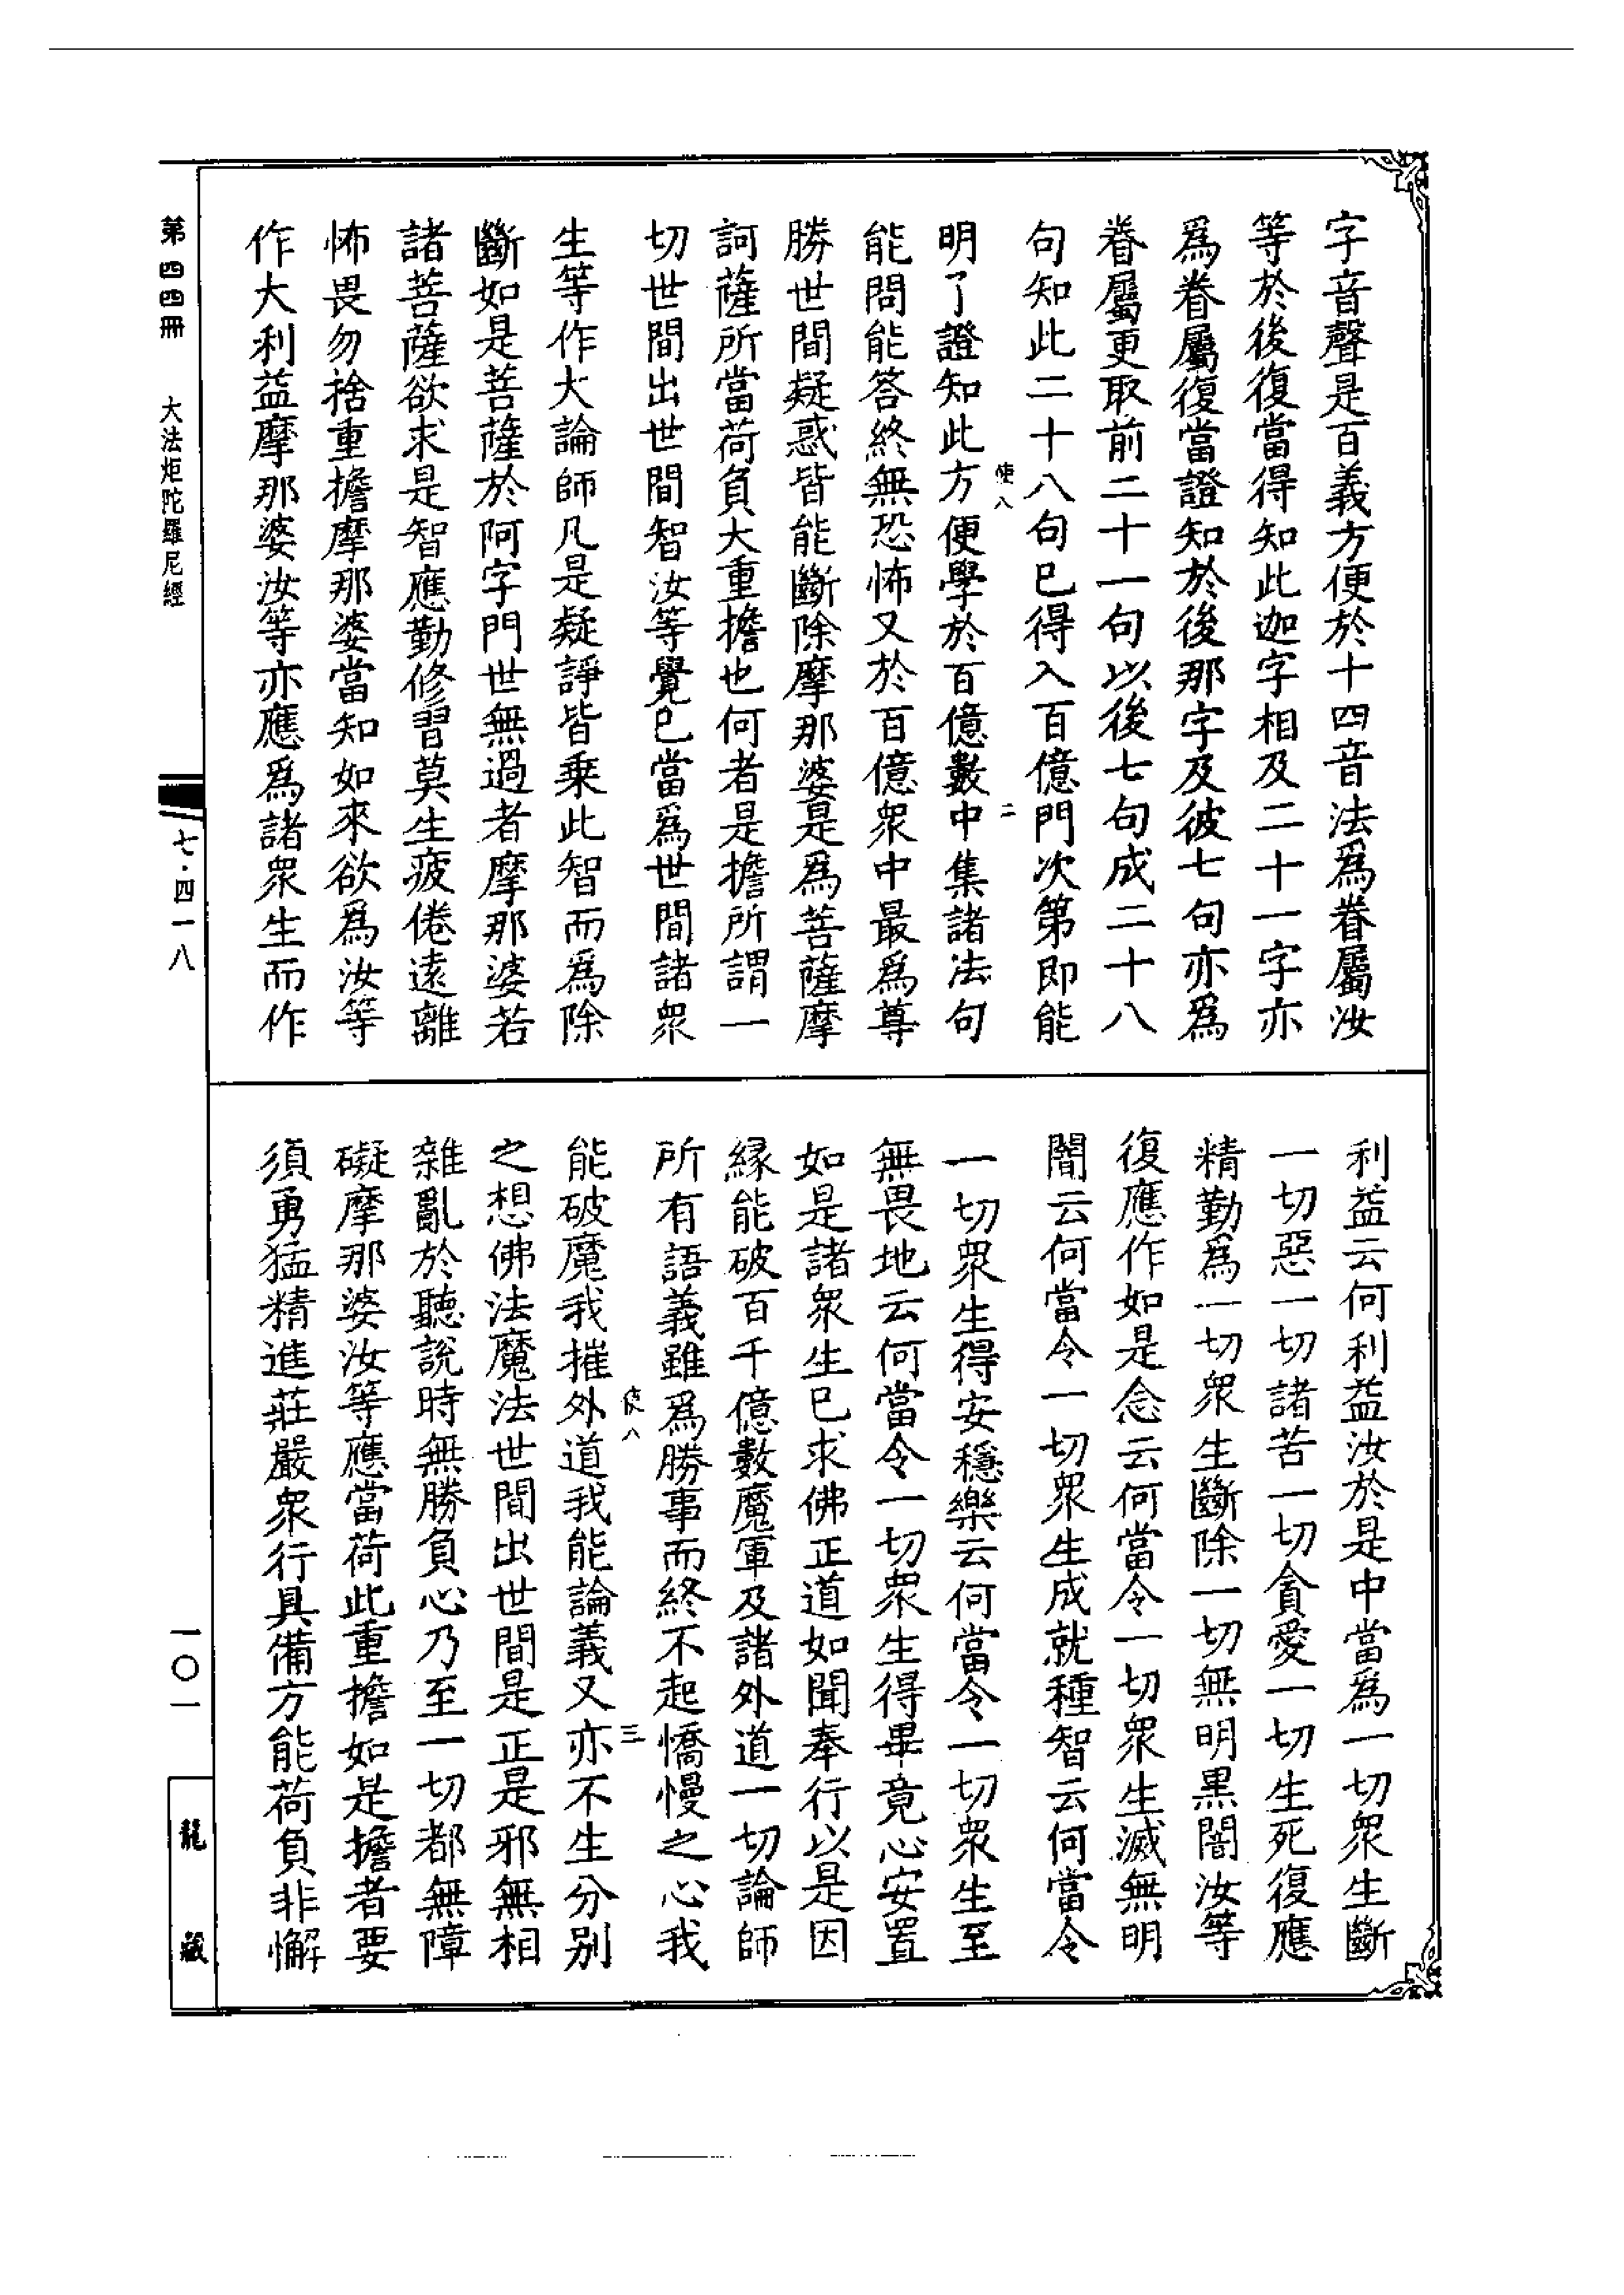 字音聲是百義方便於十四音法爲眷屬汝
等於後復當得知此迦字相及二十一字亦
爲眷屬復當證知於後那字及彼七句亦爲
眷屬更取前二十一句以後七句成二十八
句知此二十八句已得入百億門次第即能
使八 二
明了證知此方便學於百億數中集諸法句
能問能答終無恐怖又於百億衆中最爲尊
勝世間疑惑皆能斷除摩那婆是爲菩薩摩
訶薩所當荷負大重擔也何者是擔所謂一
切世間出世間智汝等覺已當爲世間諸衆
生等作大論師凡是疑諍皆乘此智而爲除
斷如是菩薩於阿字門世無過者摩那婆若
諸菩薩欲求是智應勤修習莫生疲倦遠離
怖畏勿捨重擔摩那婆當知如來欲爲汝等
作大利益摩那婆汝等亦應爲諸衆生而作
利益云何利益汝於是中當爲一切衆生斷
一切惡一切諸苦一切貪愛一切生死復應
精勤爲一切衆生斷除一切無明黑闇汝等
復應作如是念云何當令一切衆生滅無明
闇云何當令一切衆生成就種智云何當令
一切衆生得安穩樂云何當令一切衆生至
無畏地云何當令一切衆生得畢竟心安置
如是諸衆生已求佛正道如聞奉行以是因
緣能破百千億數魔軍及諸外道一切論師
所有語義雖爲勝事而終不起憍慢之心我
使八 三
能破魔我摧外道我能論義又亦不生分別
之想佛法魔法世間出世間是正是邪無相
雜亂於聽說時無勝負心乃至一切都無障
礙摩那婆汝等應當荷此重擔如是擔者要
須勇猛精進莊嚴衆行具備方能荷負非懈
第四四冊 大法炬陀羅尼經
七·四一八
一〇一
龍藏